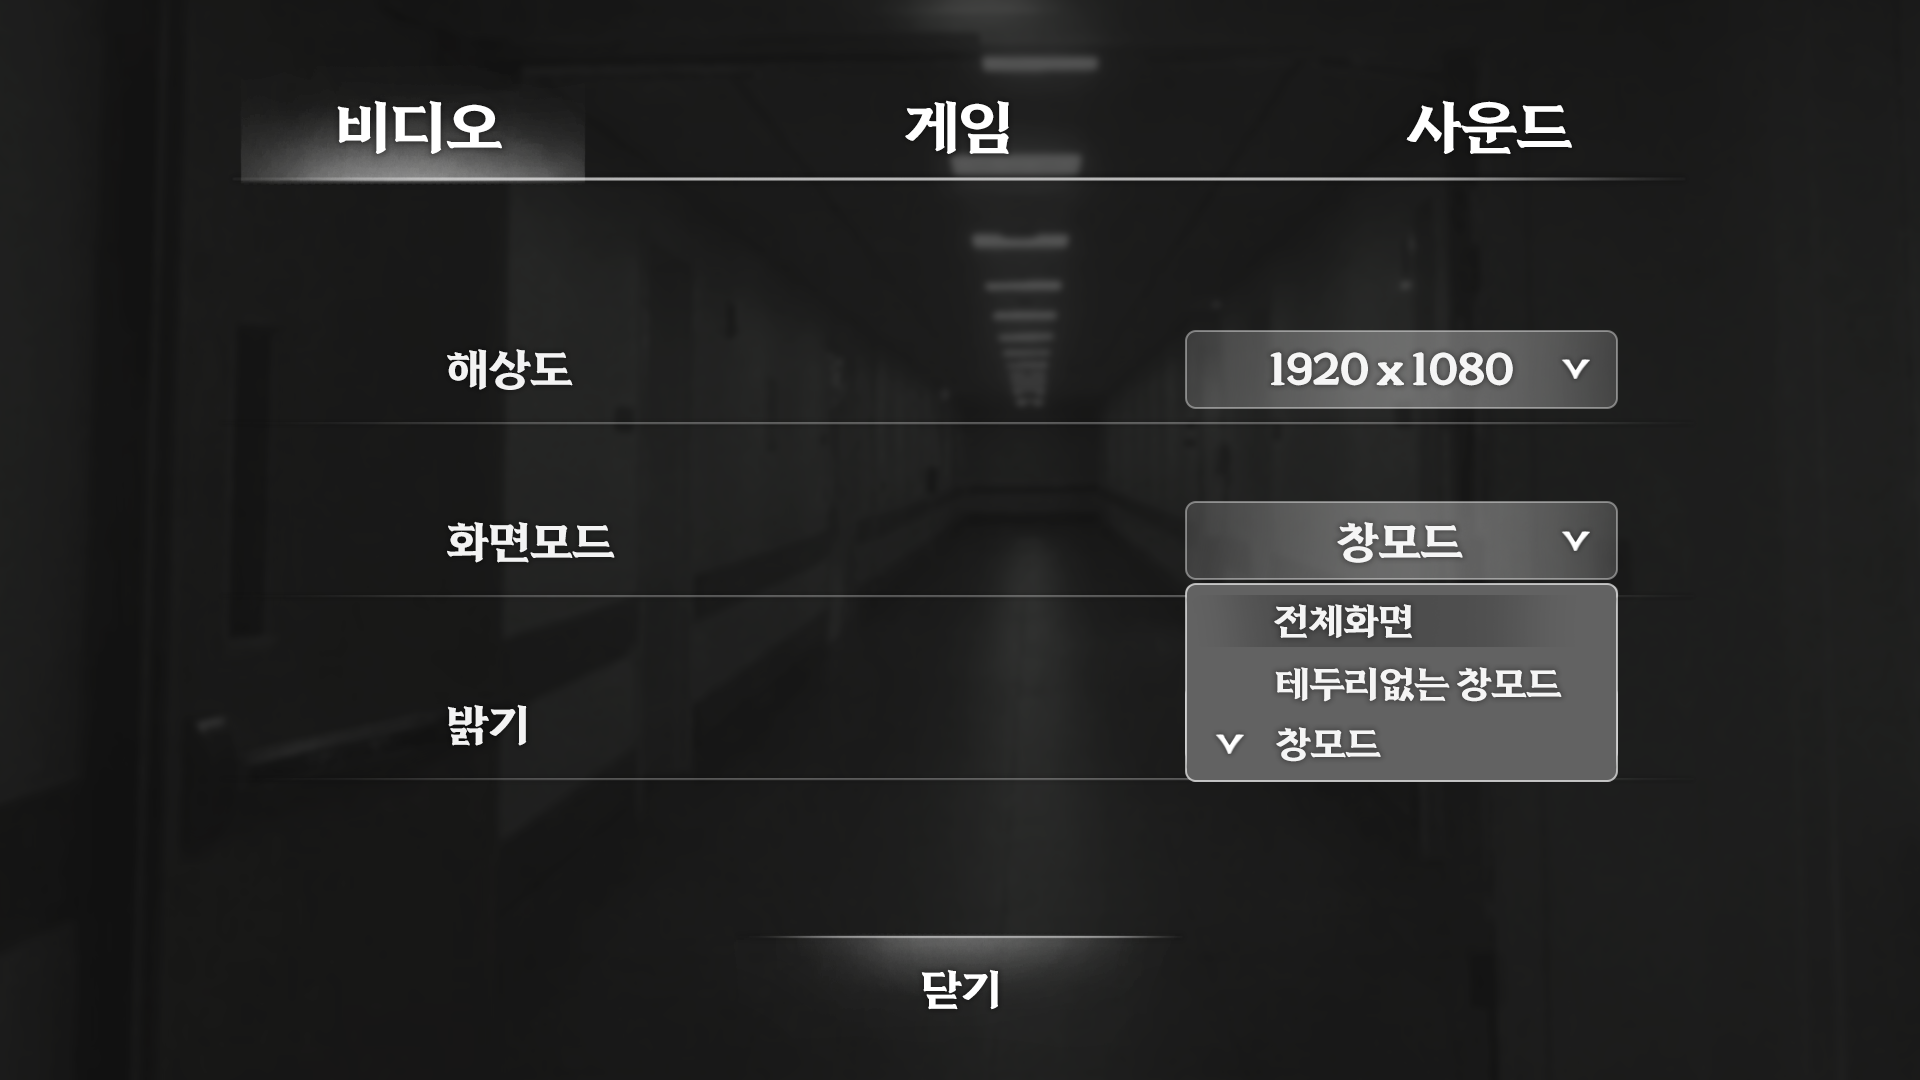 비디오 게임 사운드
해상도 1920 x 1080
화면모드 창모드
전체화면
테두리없는 창모드
창모드
밝기
닫기